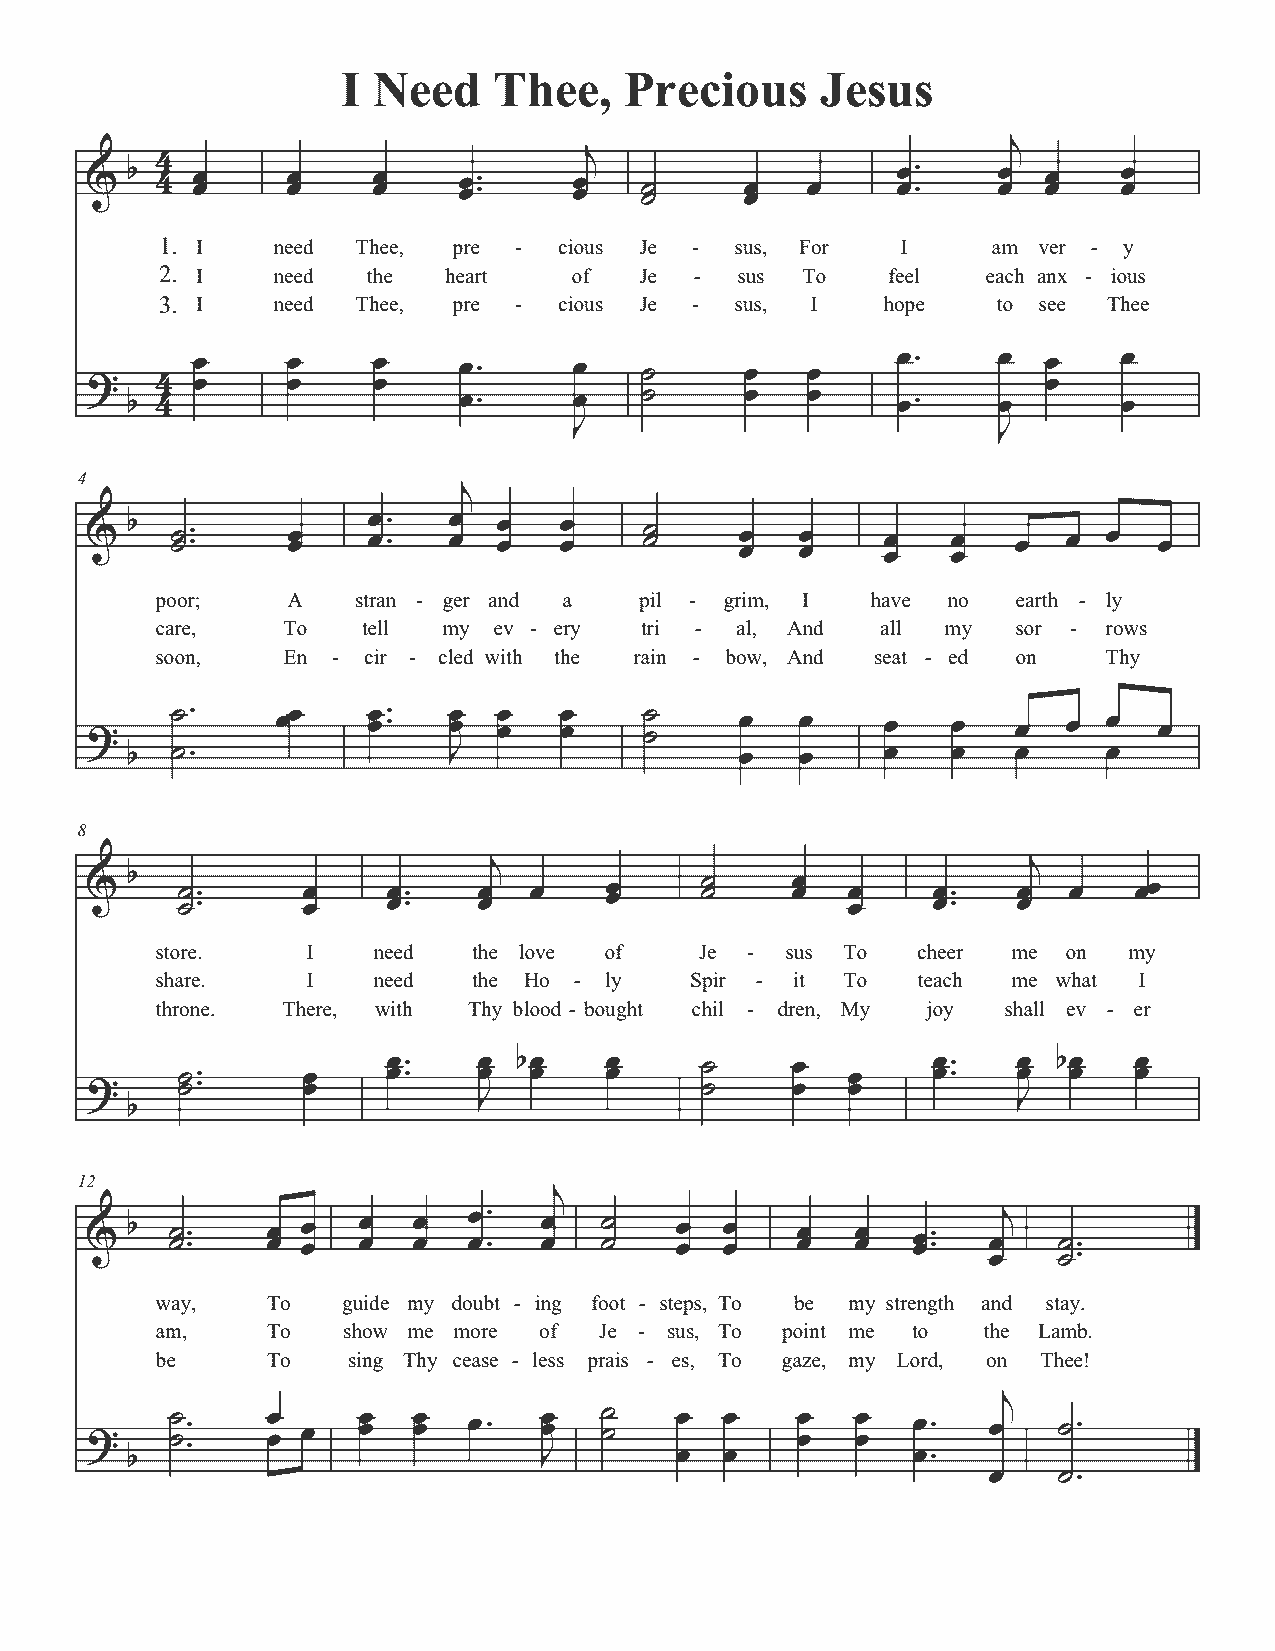 I Need Thee, Precious Jesus
1. I need Thee, pre - cious Je - sus, For I am ver - y
2. I need the heart of Je - sus To feel each anx - ious
3. I need Thee, pre - cious Je - sus, I hope to see Thee
4
poor; A stran - ger and a pil - grim, I have no earth - ly
care, To tell my ev - ery tri - al, And all my sor - rows
soon, En - cir - cled with the rain - bow, And seat - ed on Thy
8
store. I need the love of Je - sus To cheer me on my
share. I need the Ho - ly Spir - it To teach me what I
throne. There, with Thy blood - bought chil - dren, My joy shall ev - er
12
way, To guide my doubt - ing foot - steps, To be my strength and stay.
am, To show me more of Je - sus, To point me to the Lamb.
be To sing Thy cease - less prais - es, To gaze, my Lord, on Thee!